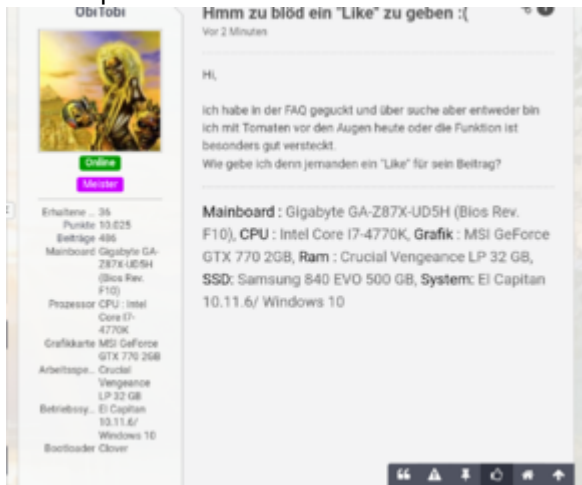 ObiTobi
Online
Meister
Erhaltene ... 36
Punkte 10.025
Beiträge 486
Mainboard Gigabyte GA-
Z87X-UD5H
(Bios Rev.
F10)
Prozessor CPU : Intel
Core I7-
4770K
Grafikkarte MSI GeForce
GTX 770 2GB
Arbeitsspe... Crucial
Vengeance
LP 32 GB
Betriebssy... El Capitan
10.11.6/
Windows 10
Bootloader Clover
Hmm zu blöd ein "Like" zu geben :(
Vor 2 Minuten
Hi,
ich habe in der FAQ geguckt und über suche aber entweder bin
ich mit Tomaten vor den Augen heute oder die Funktion ist
besonders gut versteckt.
Wie gebe ich denn jemanden ein "Like" für sein Beitrag?
Mainboard : Gigabyte GA-Z87X-UD5H (Bios Rev.
F10), CPU : Intel Core I7-4770K, Grafik : MSI GeForce
GTX 770 2GB, Ram : Crucial Vengeance LP 32 GB,
SSD: Samsung 840 EVO 500 GB, System: El Capitan
10.11.6/ Windows 10